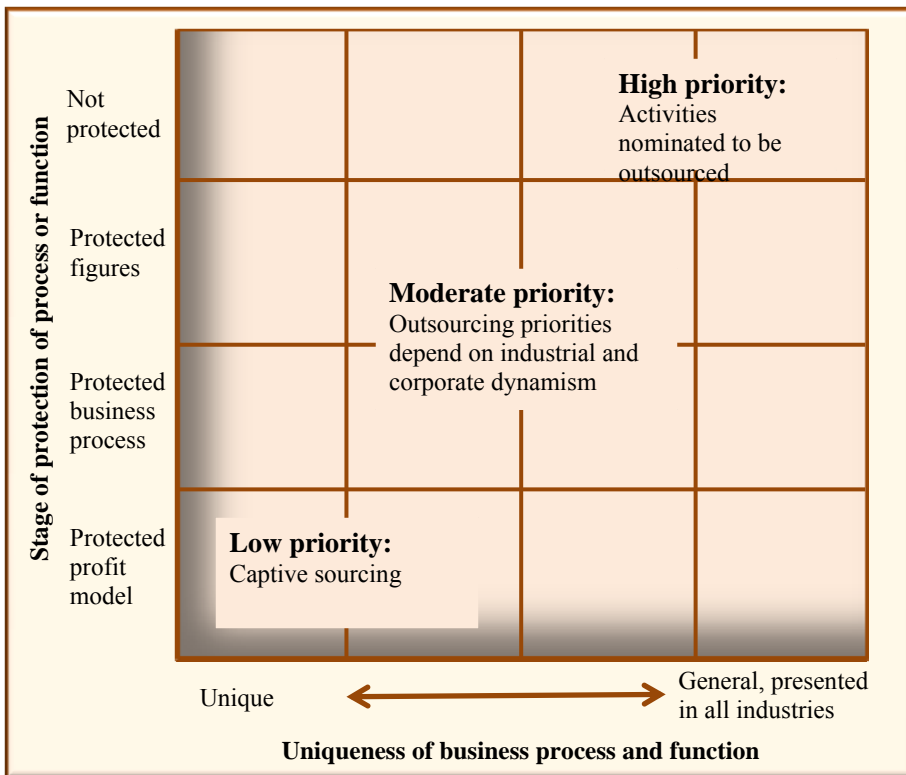 Stage of protection of process or function
Not
protected
Protected
figures
Protected
business
process
Protected
profit
model
High priority:
Activities
nominated to be
outsourced
Moderate priority:
Outsourcing priorities
depend on industrial and
corporate dynamism
Low priority:
Captive sourcing
Unique
General, presented
in all industries
Uniqueness of business process and function